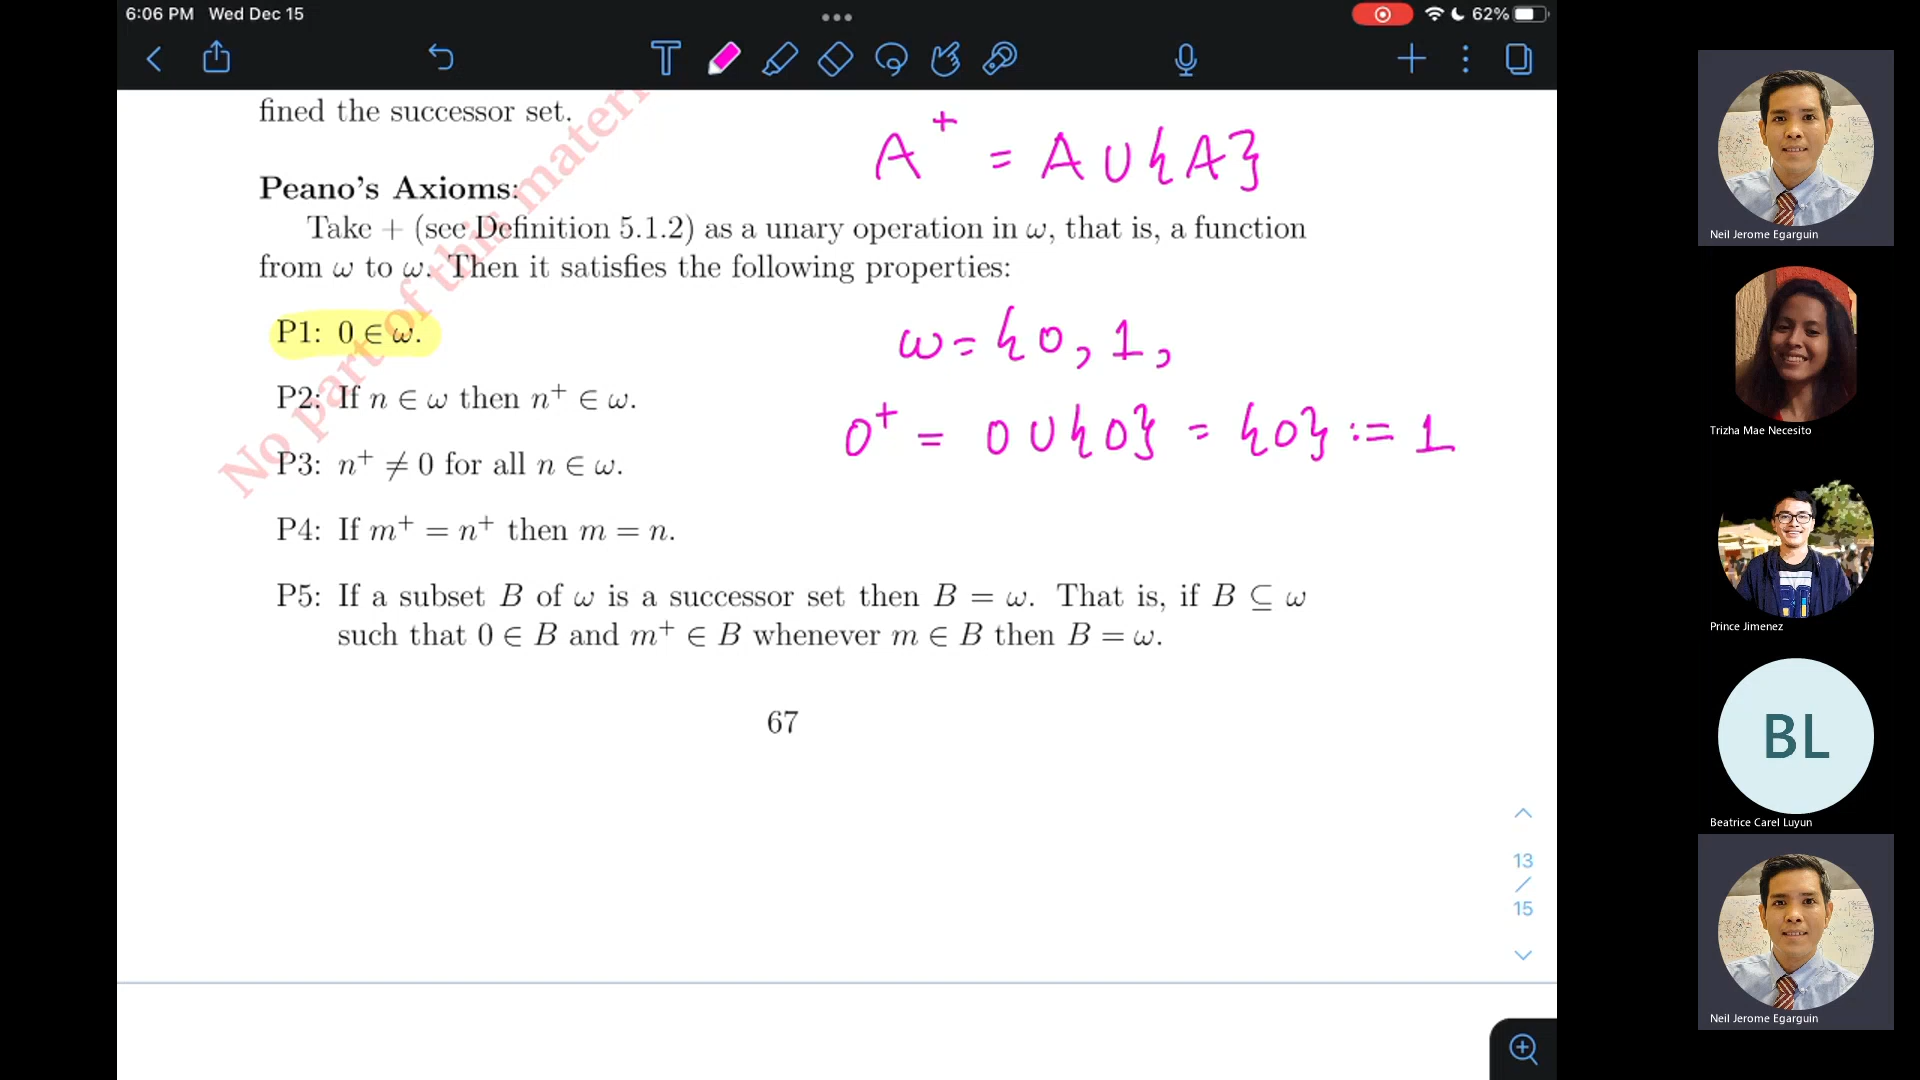 6:06 PM Wed Dec 15
62%
fined the successor set.
A⁺ = A ∪ {A}
Peano's Axioms:
Take + (see Definition 5.1.2) as a unary operation in ω, that is, a function
from ω to ω. Then it satisfies the following properties:
P1: 0 ∈ ω.
ω = {0, 1,
P2: If n ∈ ω then n⁺ ∈ ω.
0⁺ = 0 ∪ {0} = {0} := 1
P3: n⁺ ≠ 0 for all n ∈ ω.
P4: If m⁺ = n⁺ then m = n.
P5: If a subset B of ω is a successor set then B = ω. That is, if B ⊆ ω
such that 0 ∈ B and m⁺ ∈ B whenever m ∈ B then B = ω.
67
No part of this materi
13
/
15
Neil Jerome Egarguin
Trizha Mae Necesito
Prince Jimenez
BL
Beatrice Carel Luyun
Neil Jerome Egarguin